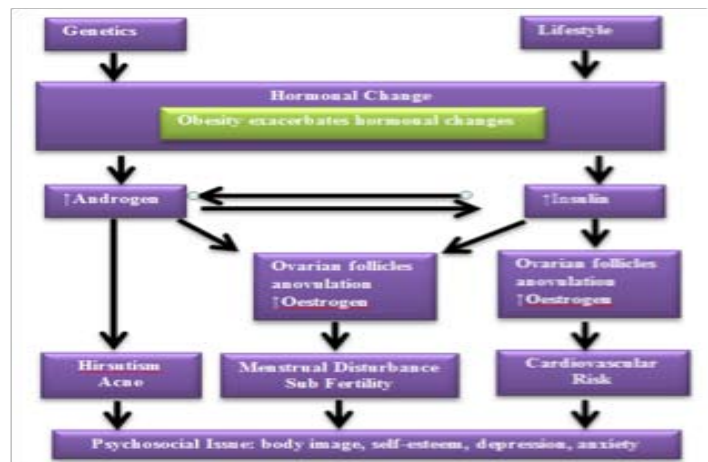 Genetics
Lifestyle
Hormonal Change
Obesity exacerbates hormonal changes
↑Androgen
↑Insulin
Ovarian follicles
anovulation
↑Oestrogen
Ovarian follicles
anovulation
↑Oestrogen
Hirsutism
Acne
Menstrual Disturbance
Sub Fertility
Cardiovascular
Risk
Psychosocial Issue: body image, self-esteem, depression, anxiety